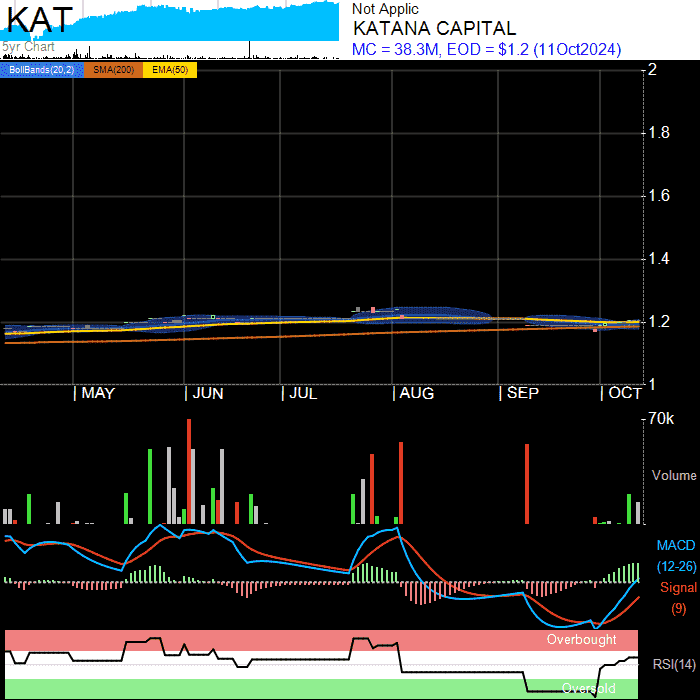 KAT
5yr Chart
Not Applic
KATANA CAPITAL
MC = 38.3M, EOD = $1.2 (11Oct2024)
BollBands(20,2) SMA(200) EMA(50)
2
1.8
1.6
1.4
1.2
1
MAY JUN JUL AUG SEP OCT
70k
Volume
MACD
(12-26)
Signal
(9)
Overbought
RSI(14)
Oversold